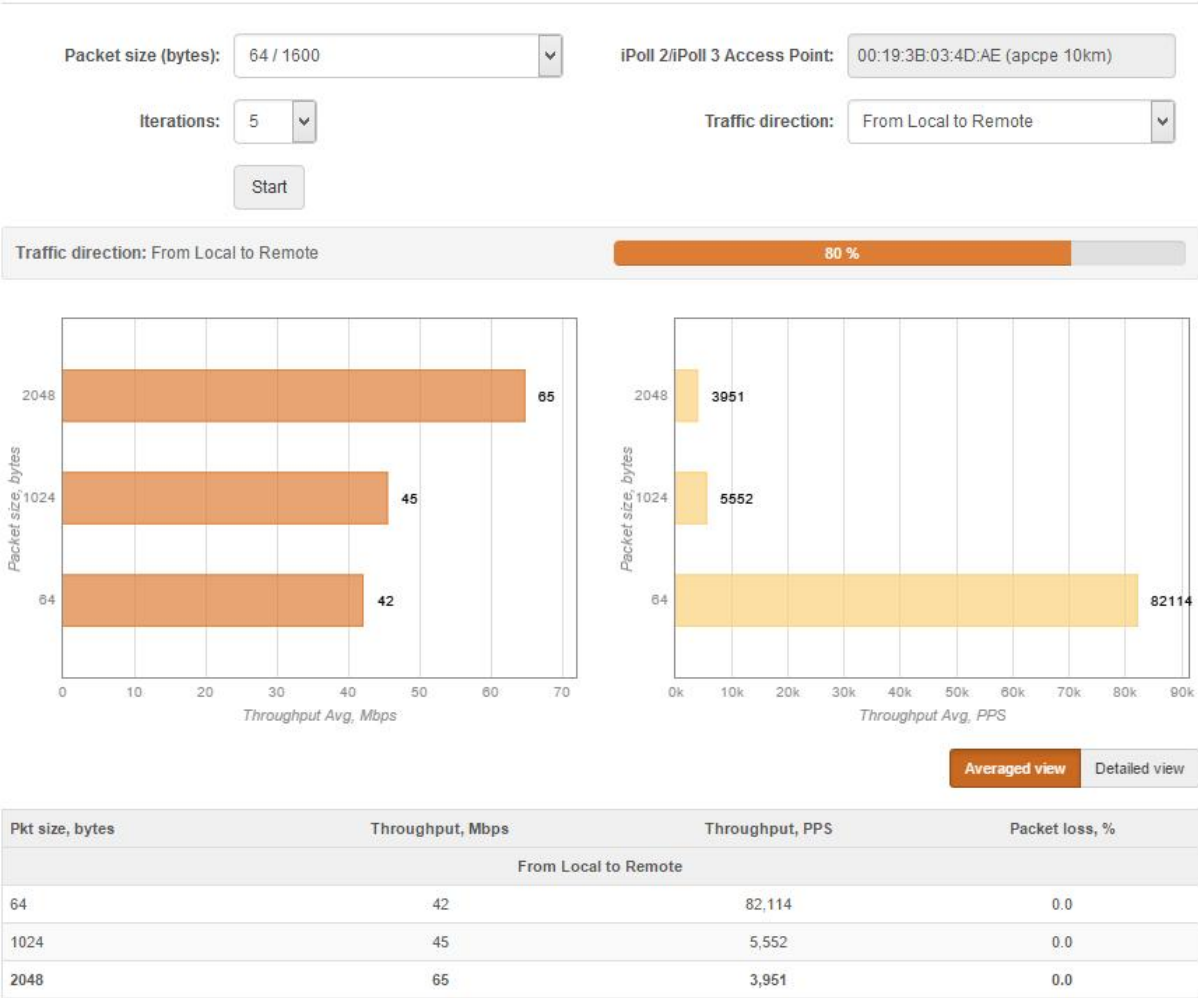 Packet size (bytes): 64 / 1600 iPoll 2/iPoll 3 Access Point: 00:19:3B:03:4D:AE (apcpe 10km)
Iterations: 5 Traffic direction: From Local to Remote
Start
Traffic direction: From Local to Remote 80 %
2048 65
1024 45
64 42
Packet size, bytes
0 10 20 30 40 50 60 70
Throughput Avg, Mbps
2048 3951
1024 5552
64 82114
Packet size, bytes
0k 10k 20k 30k 40k 50k 60k 70k 80k 90k
Throughput Avg, PPS
Averaged view Detailed view
Pkt size, bytes Throughput, Mbps Throughput, PPS Packet loss, %
From Local to Remote
64 42 82,114 0.0
1024 45 5,552 0.0
2048 65 3,951 0.0